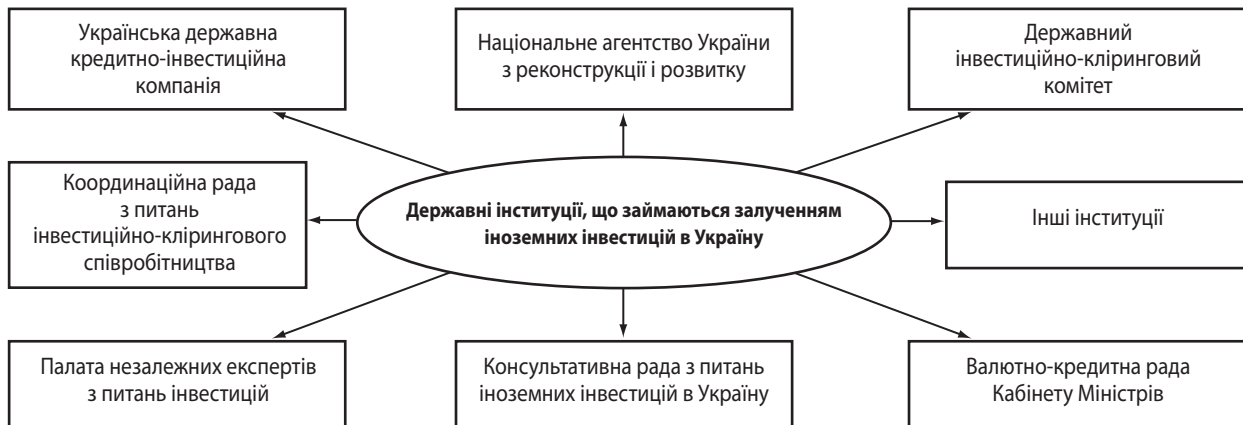 Українська державна
кредитно-інвестиційна
компанія
Національне агентство України
з реконструкції і розвитку
Державний
інвестиційно-кліринговий
комітет
Координаційна рада
з питань
інвестиційно-клірингового
співробітництва
Державні інституції, що займаються залученням
іноземних інвестицій в Україну
Інші інституції
Палата незалежних експертів
з питань інвестицій
Консультативна рада з питань
іноземних інвестицій в Україну
Валютно-кредитна рада
Кабінету Міністрів